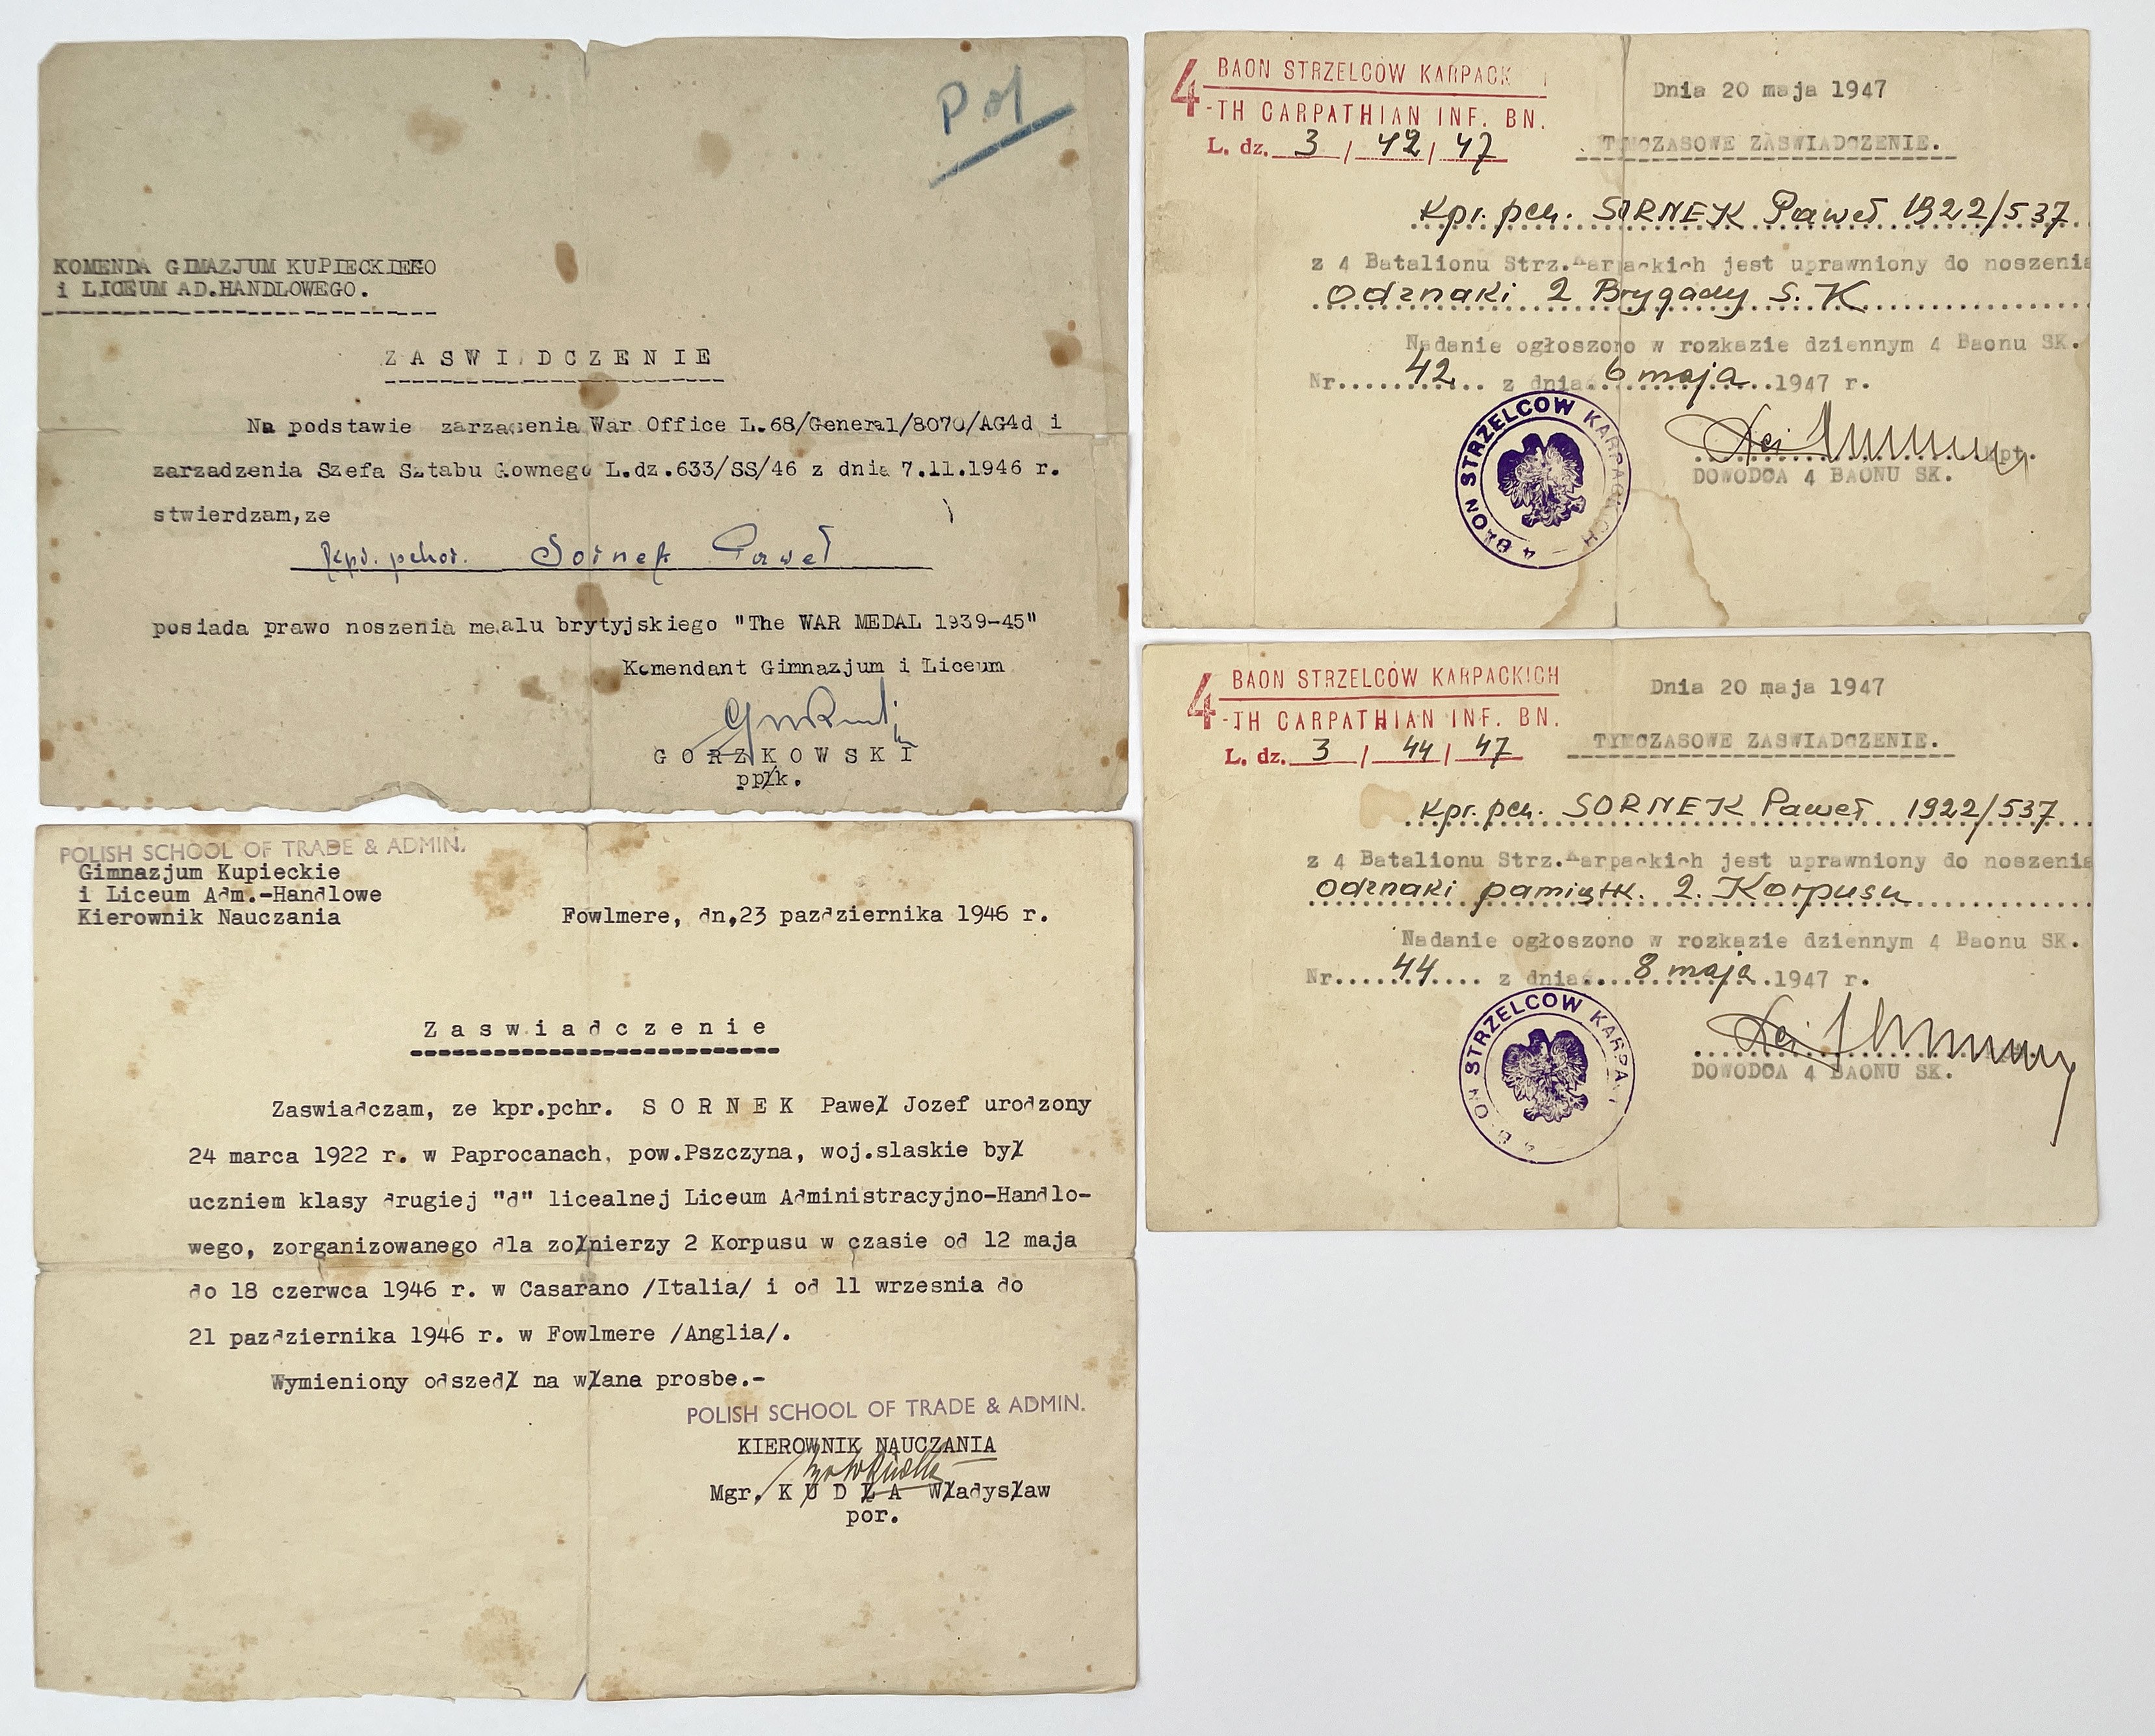 Pol
KOMENDA GIMAZJUM KUPIECKIEGO
i LICEUM AD.HANDLOWEGO.
ZASWIADCZENIE
Na podstawie zarzadzenia War Office L.68/General/8070/AG4d i
zarzadzenia Szefa Sztabu Gownego L.dz.633/SS/46 z dnia 7.11.1946 r.
stwierdzam,ze
kpr. pchor. Sornek Paweł
posiada prawo noszenia medalu brytyjskiego "The WAR MEDAL 1939-45"
Komendant Gimnazjum i Liceum
GORZKOWSKI
ppłk.
POLISH SCHOOL OF TRADE & ADMIN.
Gimnazjum Kupieckie
i Liceum Adm.-Handlowe
Kierownik Nauczania
Fowlmere, dn,23 pazdziernika 1946 r.
Zaswiadczenie
Zaswiadczam, ze kpr.pchr. SORNEK Paweł Jozef urodzony
24 marca 1922 r. w Paprocanach, pow.Pszczyna, woj.slaskie był
uczniem klasy drugiej "d" licealnej Liceum Administracyjno-Handlo-
wego, zorganizowanego dla zołnierzy 2 Korpusu w czasie od 12 maja
do 18 czerwca 1946 r. w Casarano /Italia/ i od 11 wrzesnia do
21 pazdziernika 1946 r. w Fowlmere /Anglia/.
Wymieniony odszedł na włana prosbe.-
POLISH SCHOOL OF TRADE & ADMIN.
KIEROWNIK NAUCZANIA
Mgr. KUDŁA Władysław
por.
4 BAON STRZELCÓW KARPACKI
-TH CARPATHIAN INF. BN.
L. dz. 3 / 42 / 47
Dnia 20 maja 1947
TYMCZASOWE ZASWIADCZENIE.
Kpr. pch. SORNEK Paweł 1922/537
z 4 Batalionu Strz.Karpackich jest uprawniony do noszenia
odznaki 2 Brygady S. K
Nadanie ogłoszono w rozkazie dziennym 4 Baonu SK.
Nr....42.... z dnia..6 maja..1947 r.
kpt.
DOWODCA 4 BAONU SK.
4 BAON STRZELCOW KARPACKICH
4 BAON STRZELCÓW KARPACKICH
-TH CARPATHIAN INF. BN.
L. dz. 3 / 44 / 47
Dnia 20 maja 1947
TYMCZASOWE ZASWIADCZENIE.
Kpr. pch. SORNEK Paweł 1922/537
z 4 Batalionu Strz.Karpackich jest uprawniony do noszenia
odznaki pamiątk. 2. Korpusu
Nadanie ogłoszono w rozkazie dziennym 4 Baonu SK.
Nr....44.... z dnia...8 maja.1947 r.
DOWODCA 4 BAONU SK.
4 BAON STRZELCOW KARPA